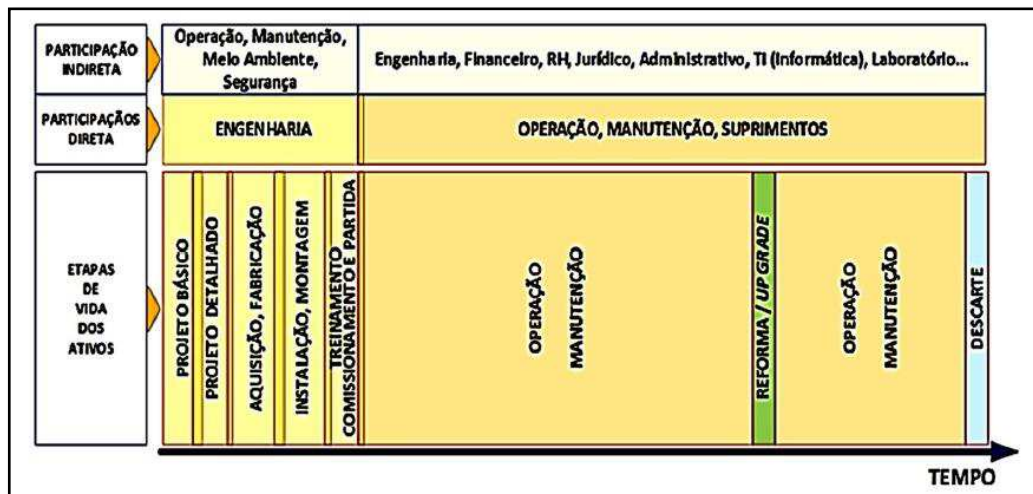 PARTICIPAÇÃO
INDIRETA
Operação, Manutenção,
Meio Ambiente,
Segurança
Engenharia, Financeiro, RH, Jurídico, Administrativo, TI (Informática), Laboratório...
PARTICIPAÇÃOS
DIRETA
ENGENHARIA
OPERAÇÃO, MANUTENÇÃO, SUPRIMENTOS
ETAPAS
DE
VIDA
DOS
ATIVOS
PROJETO BÁSICO
PROJETO DETALHADO
AQUISIÇÃO, FABRICAÇÃO
INSTALAÇÃO, MONTAGEM
TREINAMENTO
COMISSIONAMENTO E PARTIDA
OPERAÇÃO
MANUTENÇÃO
REFORMA / UP GRADE
OPERAÇÃO
MANUTENÇÃO
DESCARTE
TEMPO